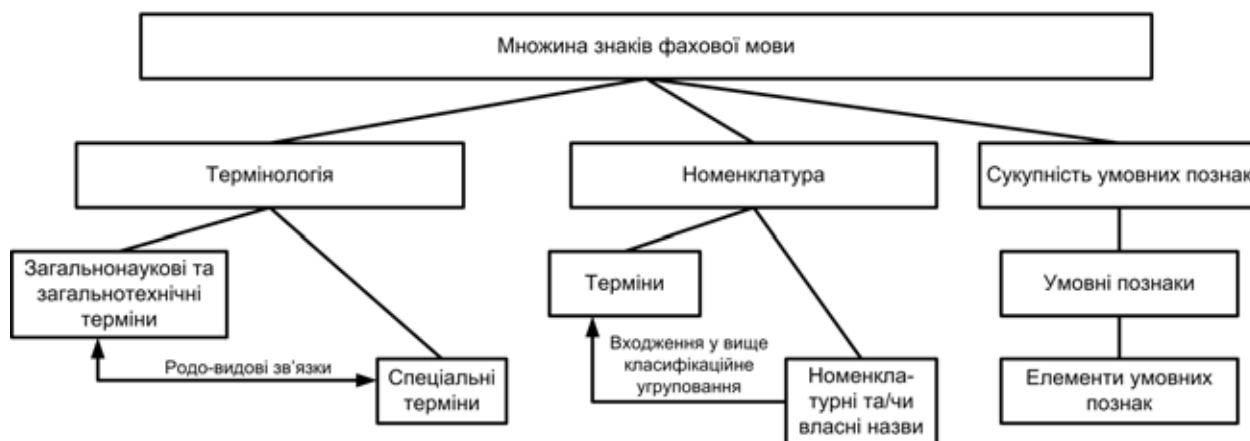 Множина знаків фахової мови
Термінологія
Номенклатура
Сукупність умовних познак
Загальнонаукові та
загальнотехнічні
терміни
Терміни
Умовні познаки
Родо-видові зв’язки
Спеціальні
терміни
Входження у вище
класифікаційне
угруповання
Номенкла-
турні та/чи
власні назви
Елементи умовних
познак